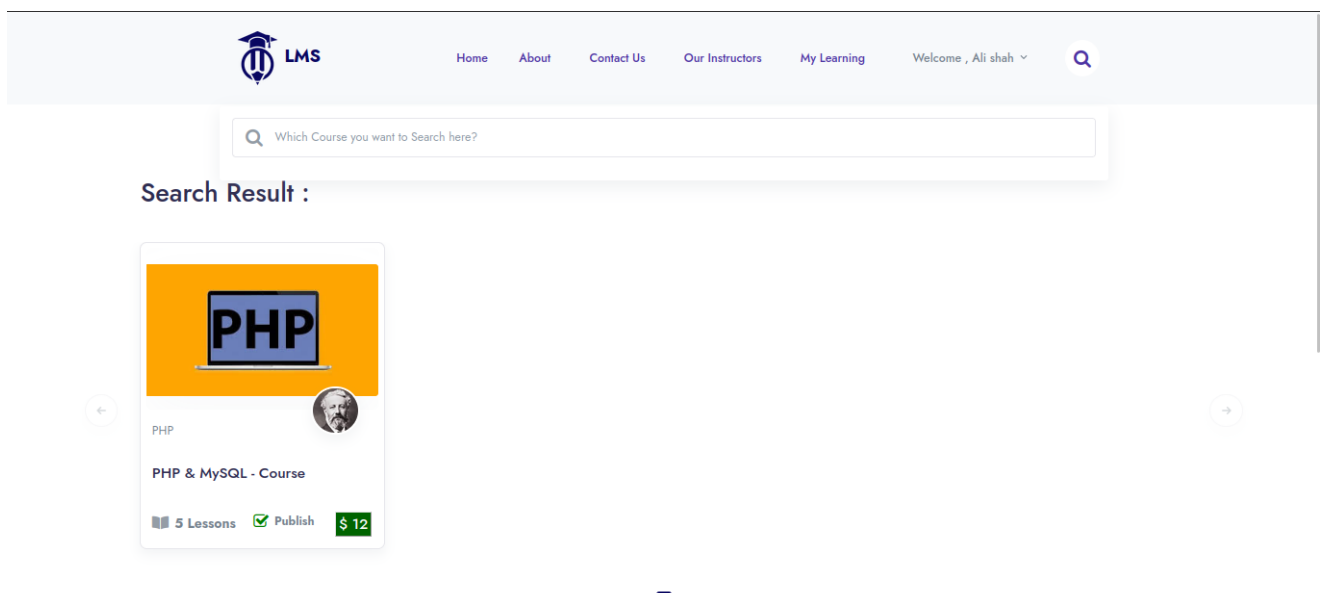 LMS Home About Contact Us Our Instructors My Learning Welcome , Ali shah
Which Course you want to Search here?
Search Result :
PHP
PHP
PHP & MySQL - Course
5 Lessons Publish $ 12